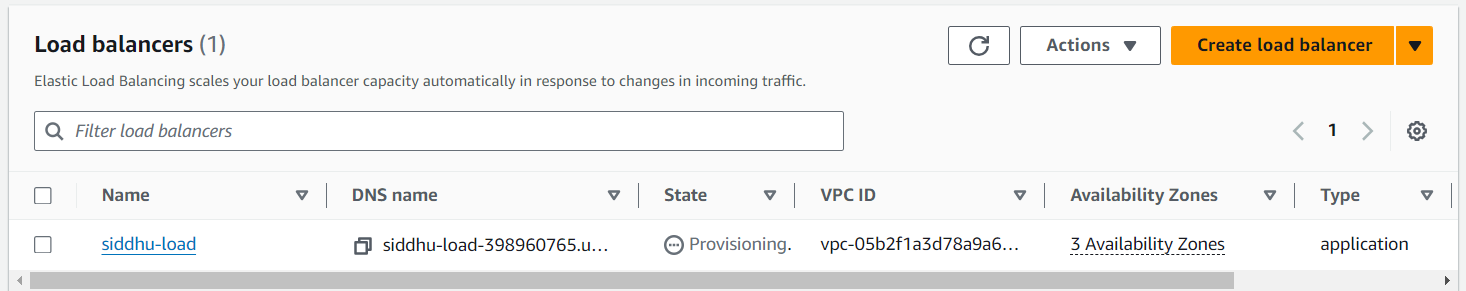 Load balancers (1)
Actions
Create load balancer
Elastic Load Balancing scales your load balancer capacity automatically in response to changes in incoming traffic.
Filter load balancers
1
Name DNS name State VPC ID Availability Zones Type
siddhu-load siddhu-load-398960765.u... Provisioning. vpc-05b2f1a3d78a9a6... 3 Availability Zones application